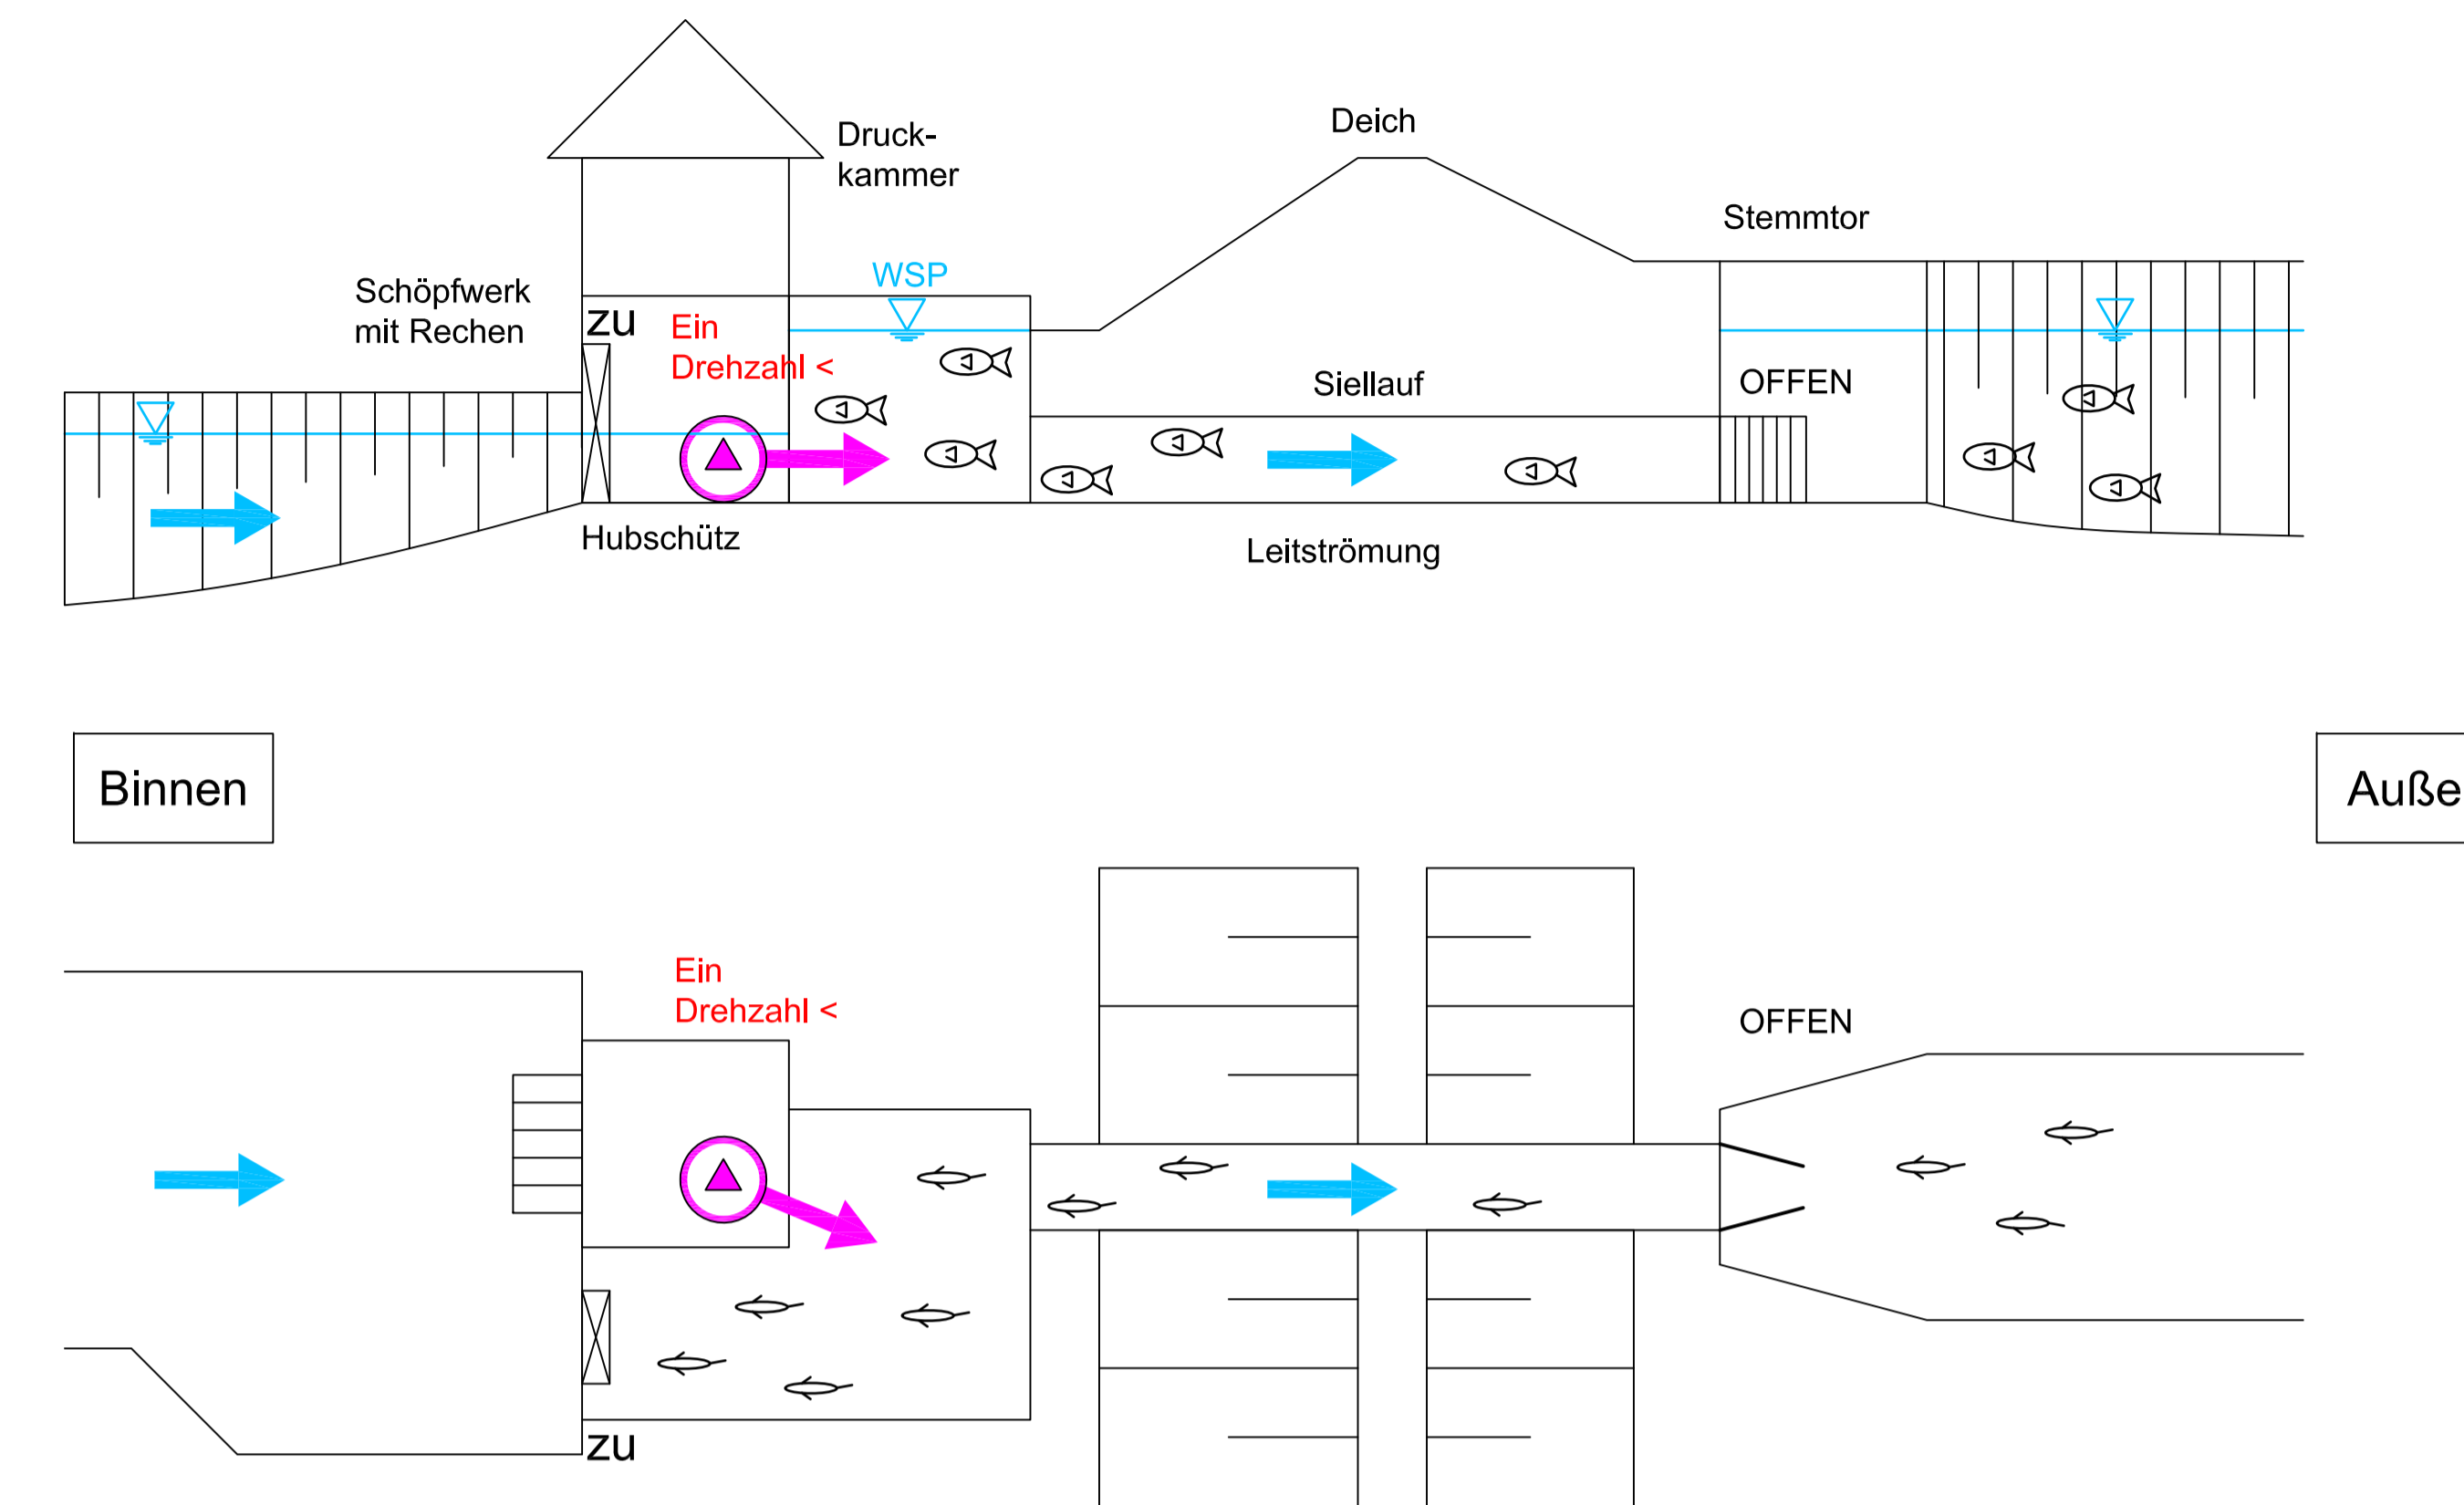 Druck-
kammer
Deich
Stemmtor
WSP
Schöpfwerk
mit Rechen
zu
Ein
Drehzahl <
Siellauf
OFFEN
Hubschütz
Leitströmung
Binnen
Auße
Ein
Drehzahl <
OFFEN
zu